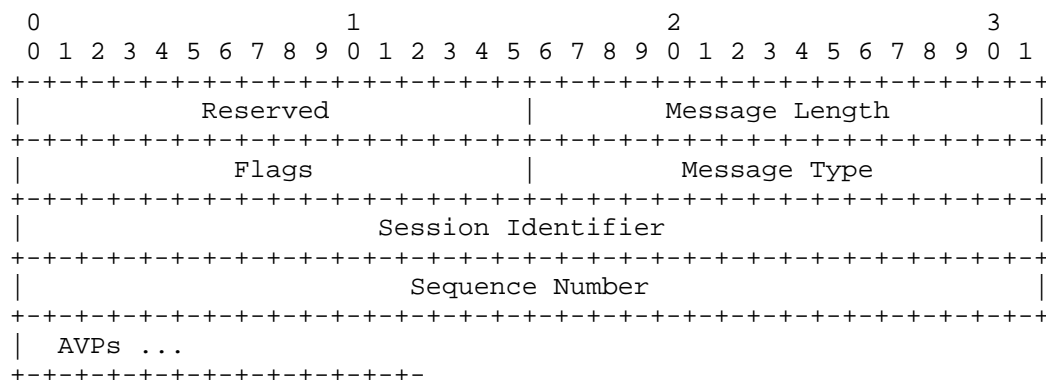 0                   1                   2                   3
 0 1 2 3 4 5 6 7 8 9 0 1 2 3 4 5 6 7 8 9 0 1 2 3 4 5 6 7 8 9 0 1
+-+-+-+-+-+-+-+-+-+-+-+-+-+-+-+-+-+-+-+-+-+-+-+-+-+-+-+-+-+-+-+-+
|           Reserved            |        Message Length         |
+-+-+-+-+-+-+-+-+-+-+-+-+-+-+-+-+-+-+-+-+-+-+-+-+-+-+-+-+-+-+-+-+
|             Flags             |         Message Type          |
+-+-+-+-+-+-+-+-+-+-+-+-+-+-+-+-+-+-+-+-+-+-+-+-+-+-+-+-+-+-+-+-+
|                      Session Identifier                       |
+-+-+-+-+-+-+-+-+-+-+-+-+-+-+-+-+-+-+-+-+-+-+-+-+-+-+-+-+-+-+-+-+
|                        Sequence Number                        |
+-+-+-+-+-+-+-+-+-+-+-+-+-+-+-+-+-+-+-+-+-+-+-+-+-+-+-+-+-+-+-+-+
|  AVPs ...
+-+-+-+-+-+-+-+-+-+-+-+-+-